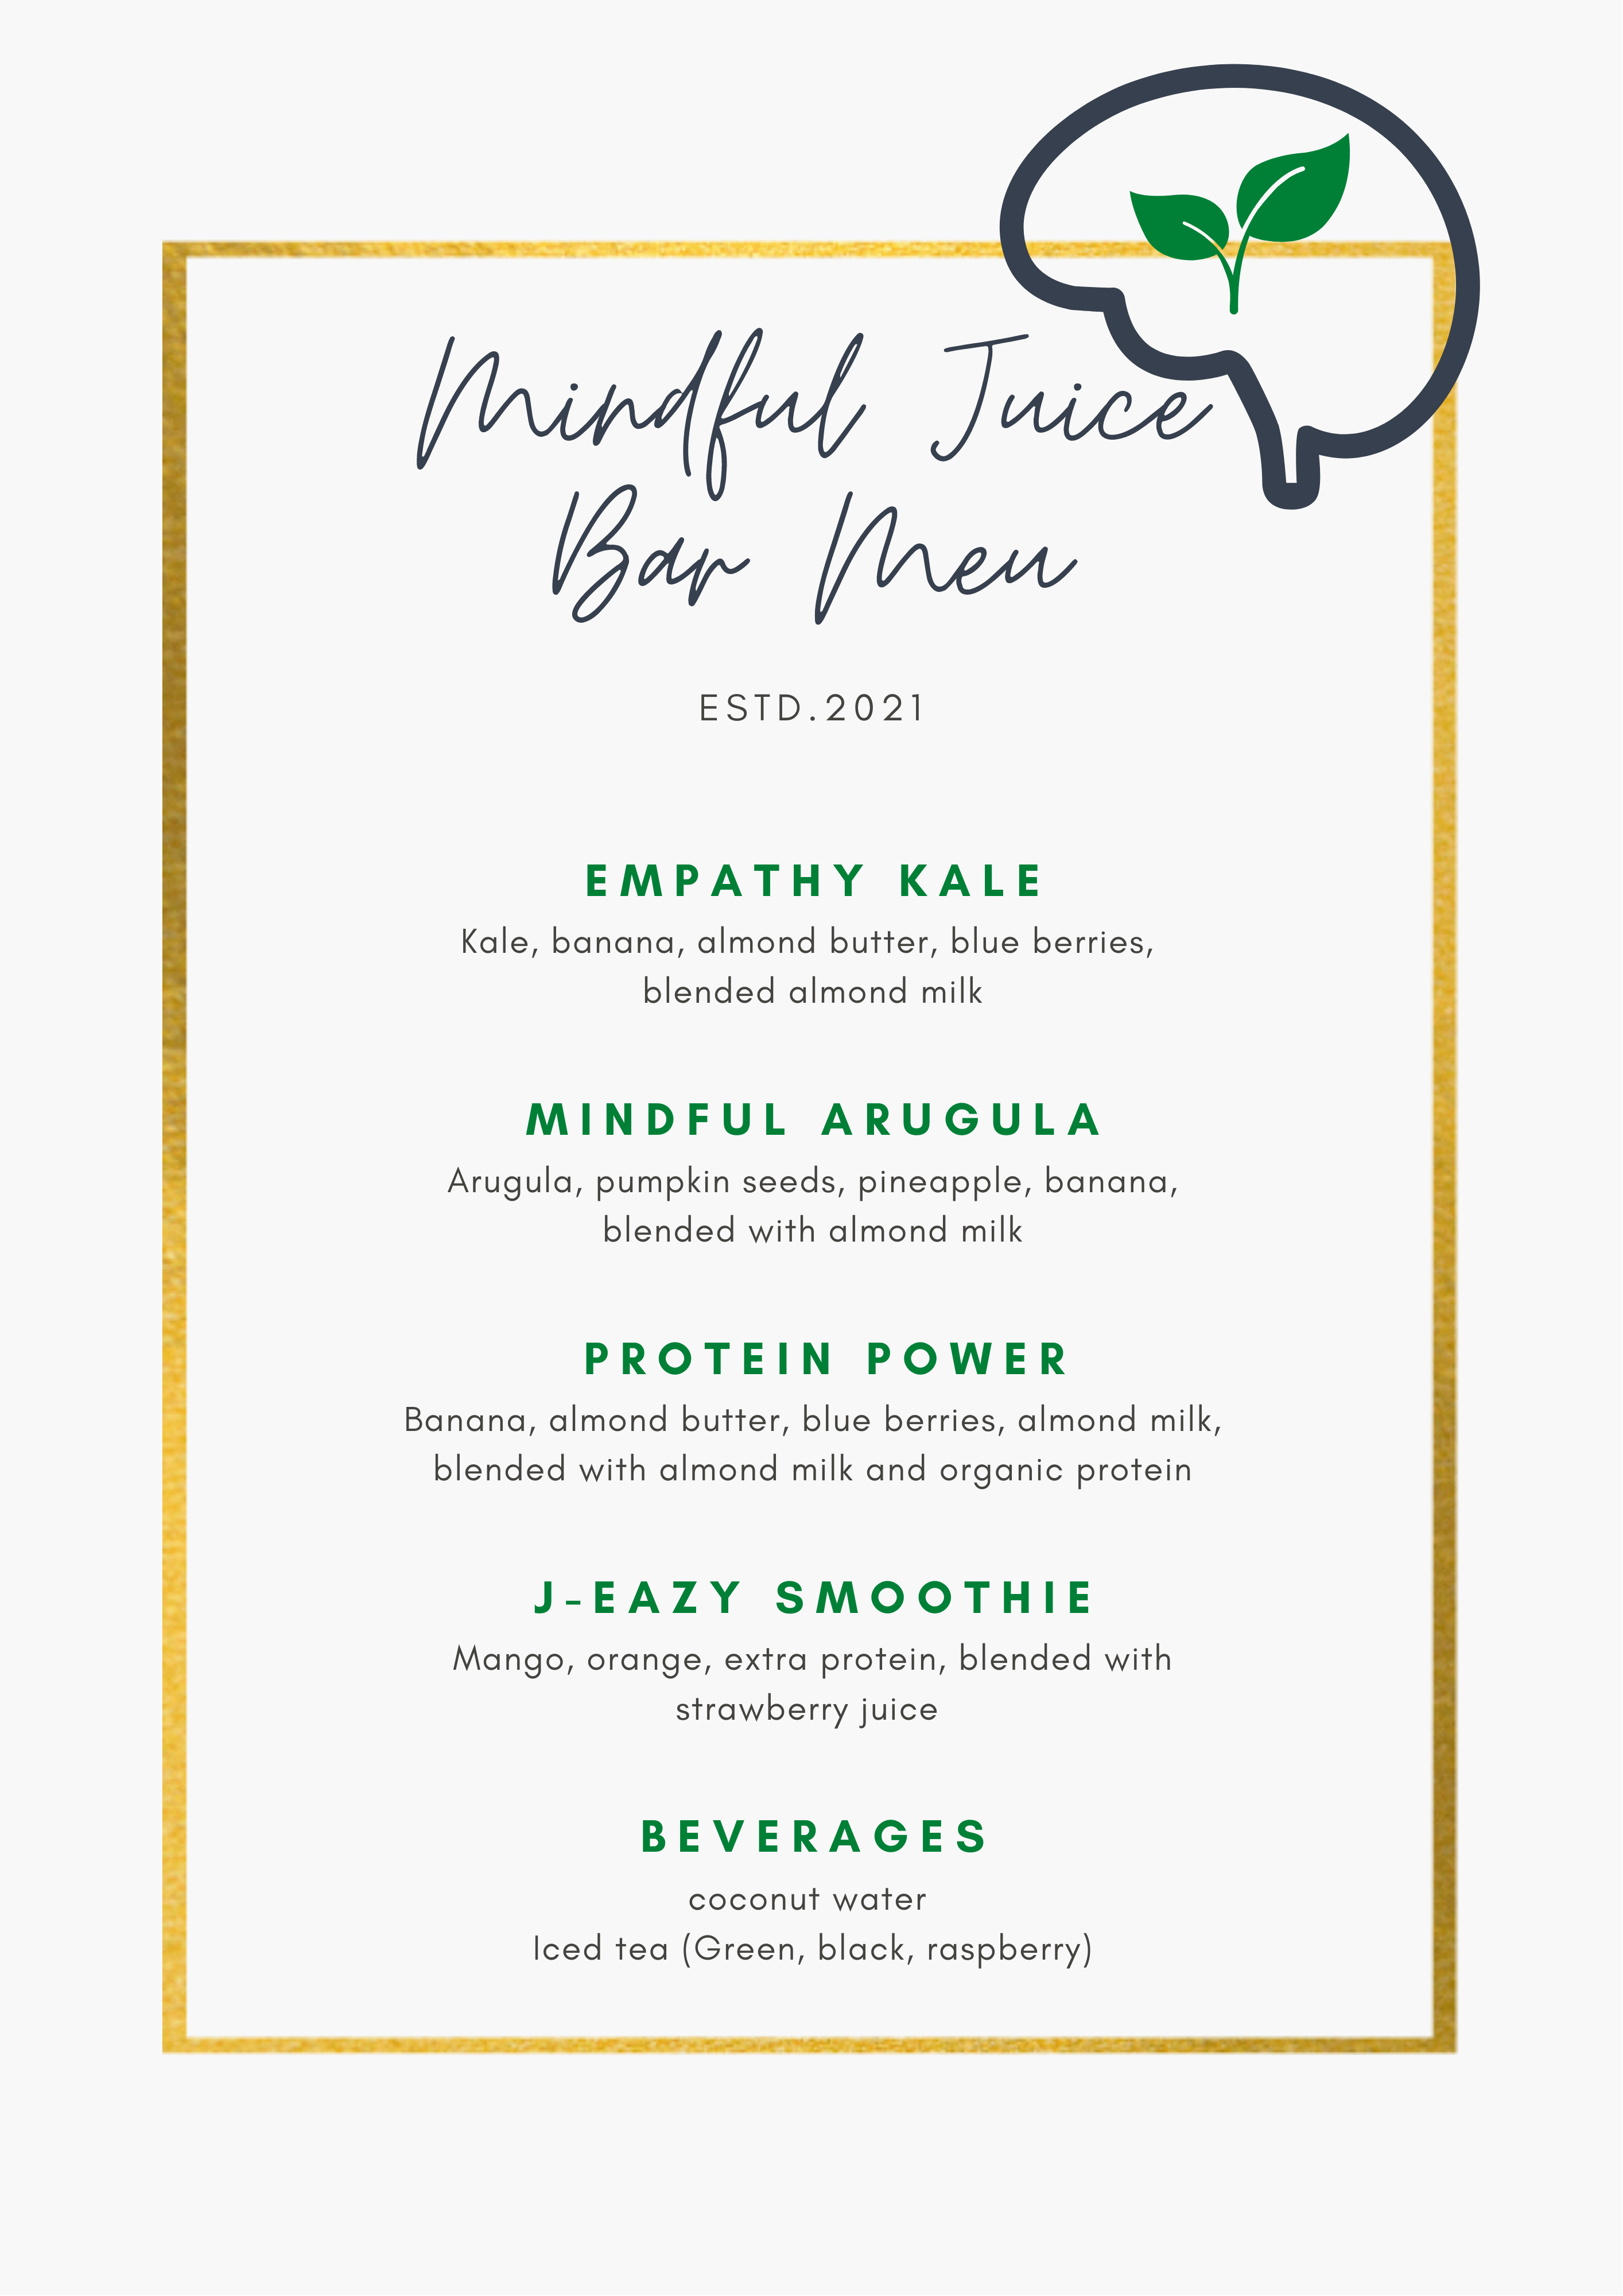 Mindful Juice
Bar Meu
ESTD.2021
EMPATHY KALE
Kale, banana, almond butter, blue berries,
blended almond milk
MINDFUL ARUGULA
Arugula, pumpkin seeds, pineapple, banana,
blended with almond milk
PROTEIN POWER
Banana, almond butter, blue berries, almond milk,
blended with almond milk and organic protein
J-EAZY SMOOTHIE
Mango, orange, extra protein, blended with
strawberry juice
BEVERAGES
coconut water
Iced tea (Green, black, raspberry)